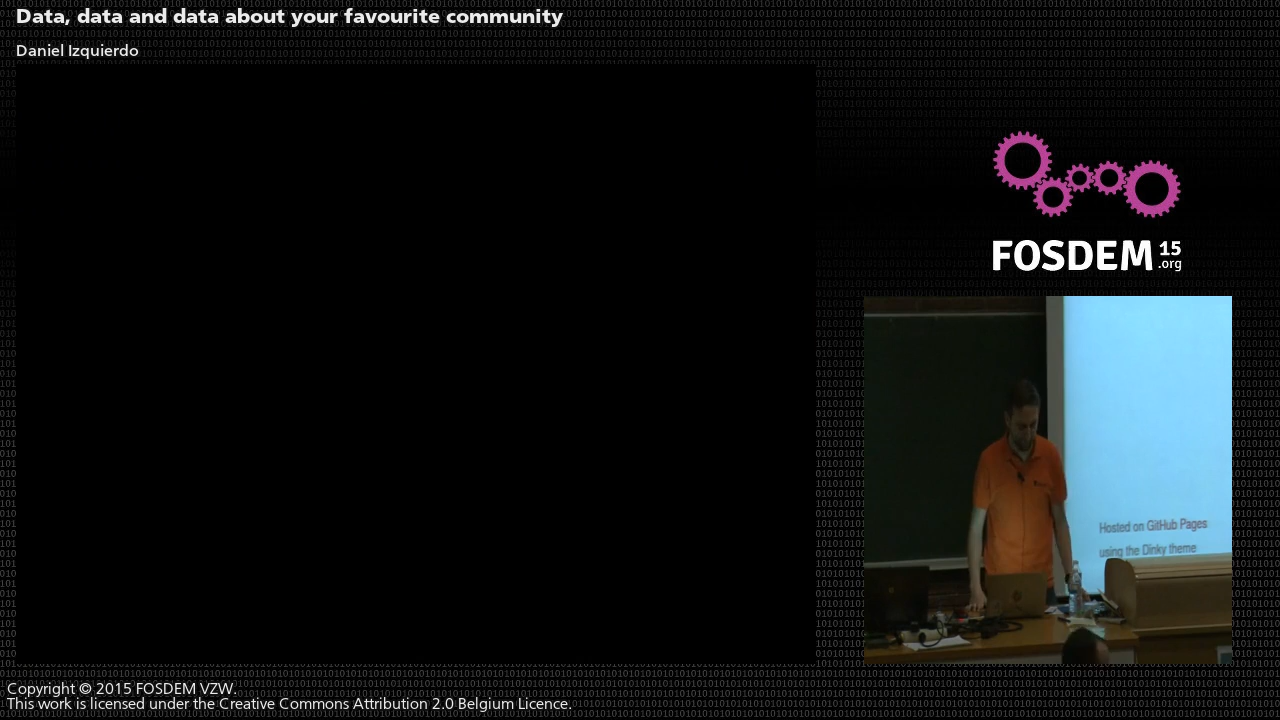 Data, data and data about your favourite community
Daniel Izquierdo
FOSDEM 15
.org
Hosted on GitHub Pages
using the Dinky theme
Copyright © 2015 FOSDEM VZW.
This work is licensed under the Creative Commons Attribution 2.0 Belgium Licence.